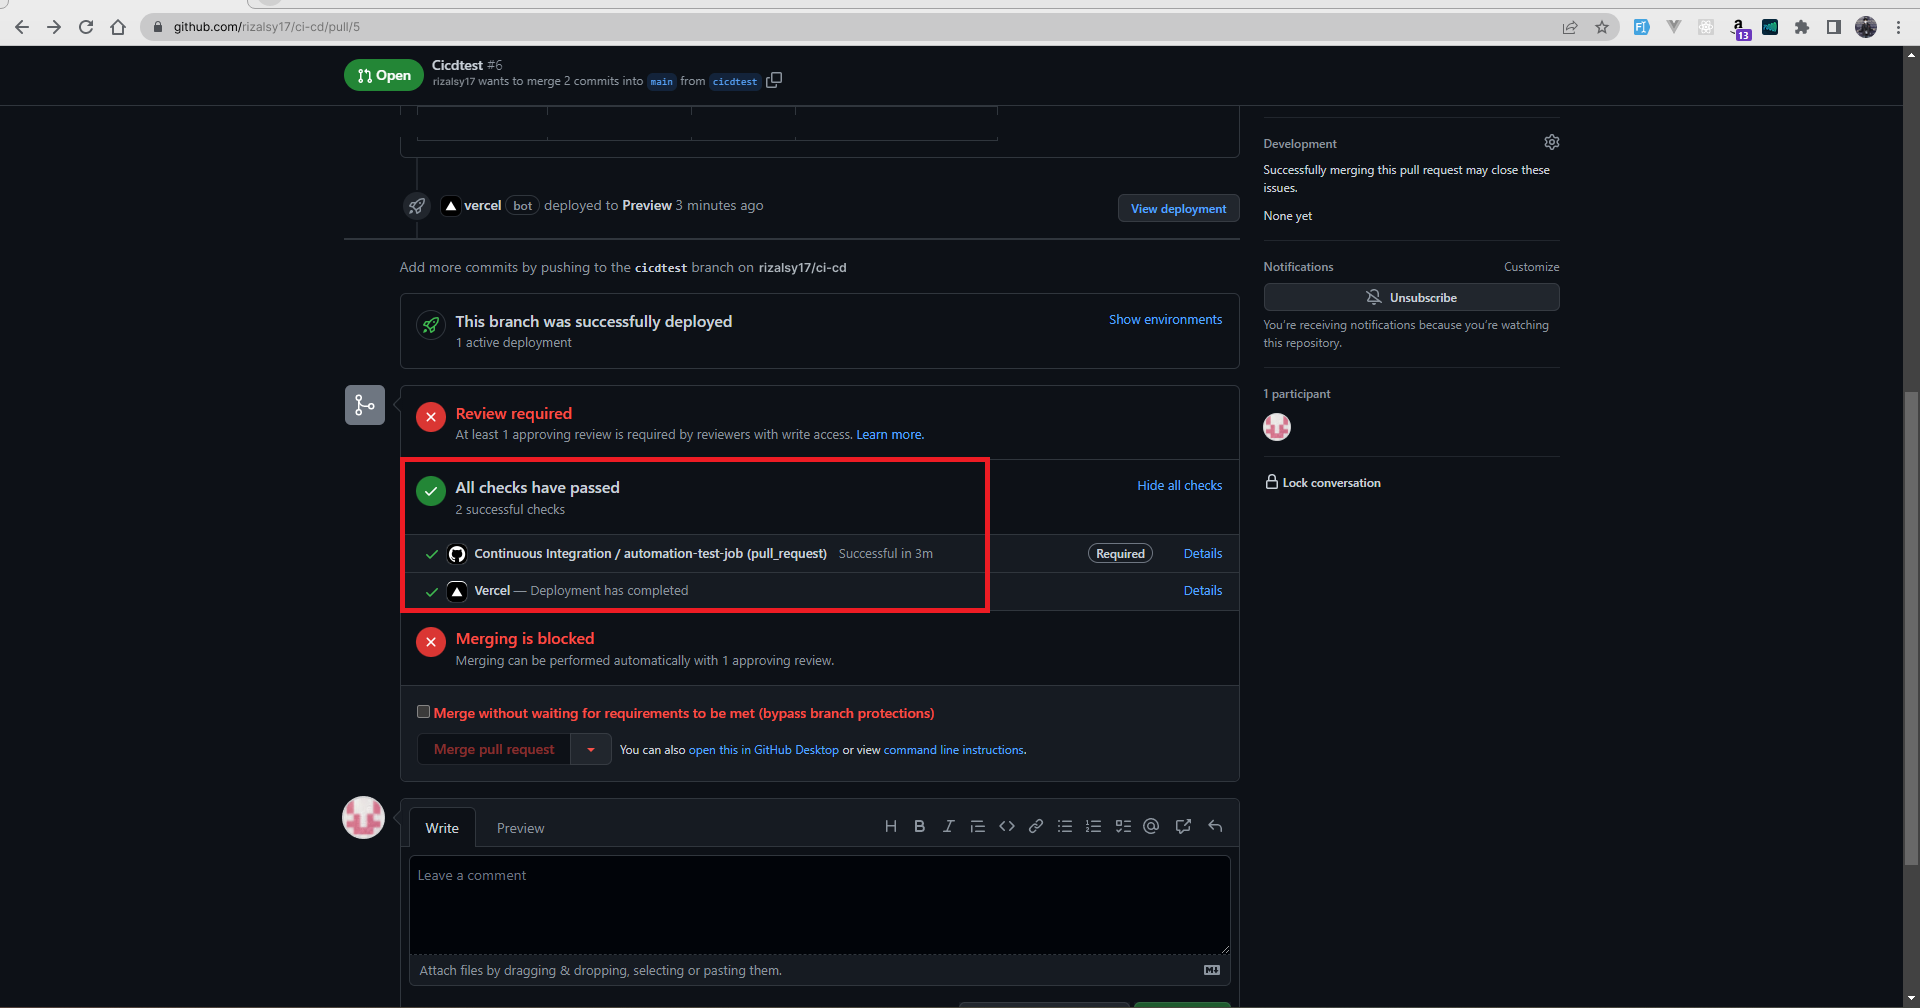 github.com/rizalsy17/ci-cd/pull/5
13
Open
Cicdtest #6
rizalsy17 wants to merge 2 commits into main from cicdtest
vercel bot deployed to Preview 3 minutes ago
View deployment
Add more commits by pushing to the cicdtest branch on rizalsy17/ci-cd
This branch was successfully deployed
1 active deployment
Show environments
Review required
At least 1 approving review is required by reviewers with write access. Learn more.
All checks have passed
2 successful checks
Hide all checks
Continuous Integration / automation-test-job (pull_request) Successful in 3m
Required
Details
Vercel — Deployment has completed
Details
Merging is blocked
Merging can be performed automatically with 1 approving review.
Merge without waiting for requirements to be met (bypass branch protections)
Merge pull request
You can also open this in GitHub Desktop or view command line instructions.
Write
Preview
Leave a comment
Attach files by dragging & dropping, selecting or pasting them.
Development
Successfully merging this pull request may close these
issues.
None yet
Notifications
Customize
Unsubscribe
You're receiving notifications because you're watching
this repository.
1 participant
Lock conversation